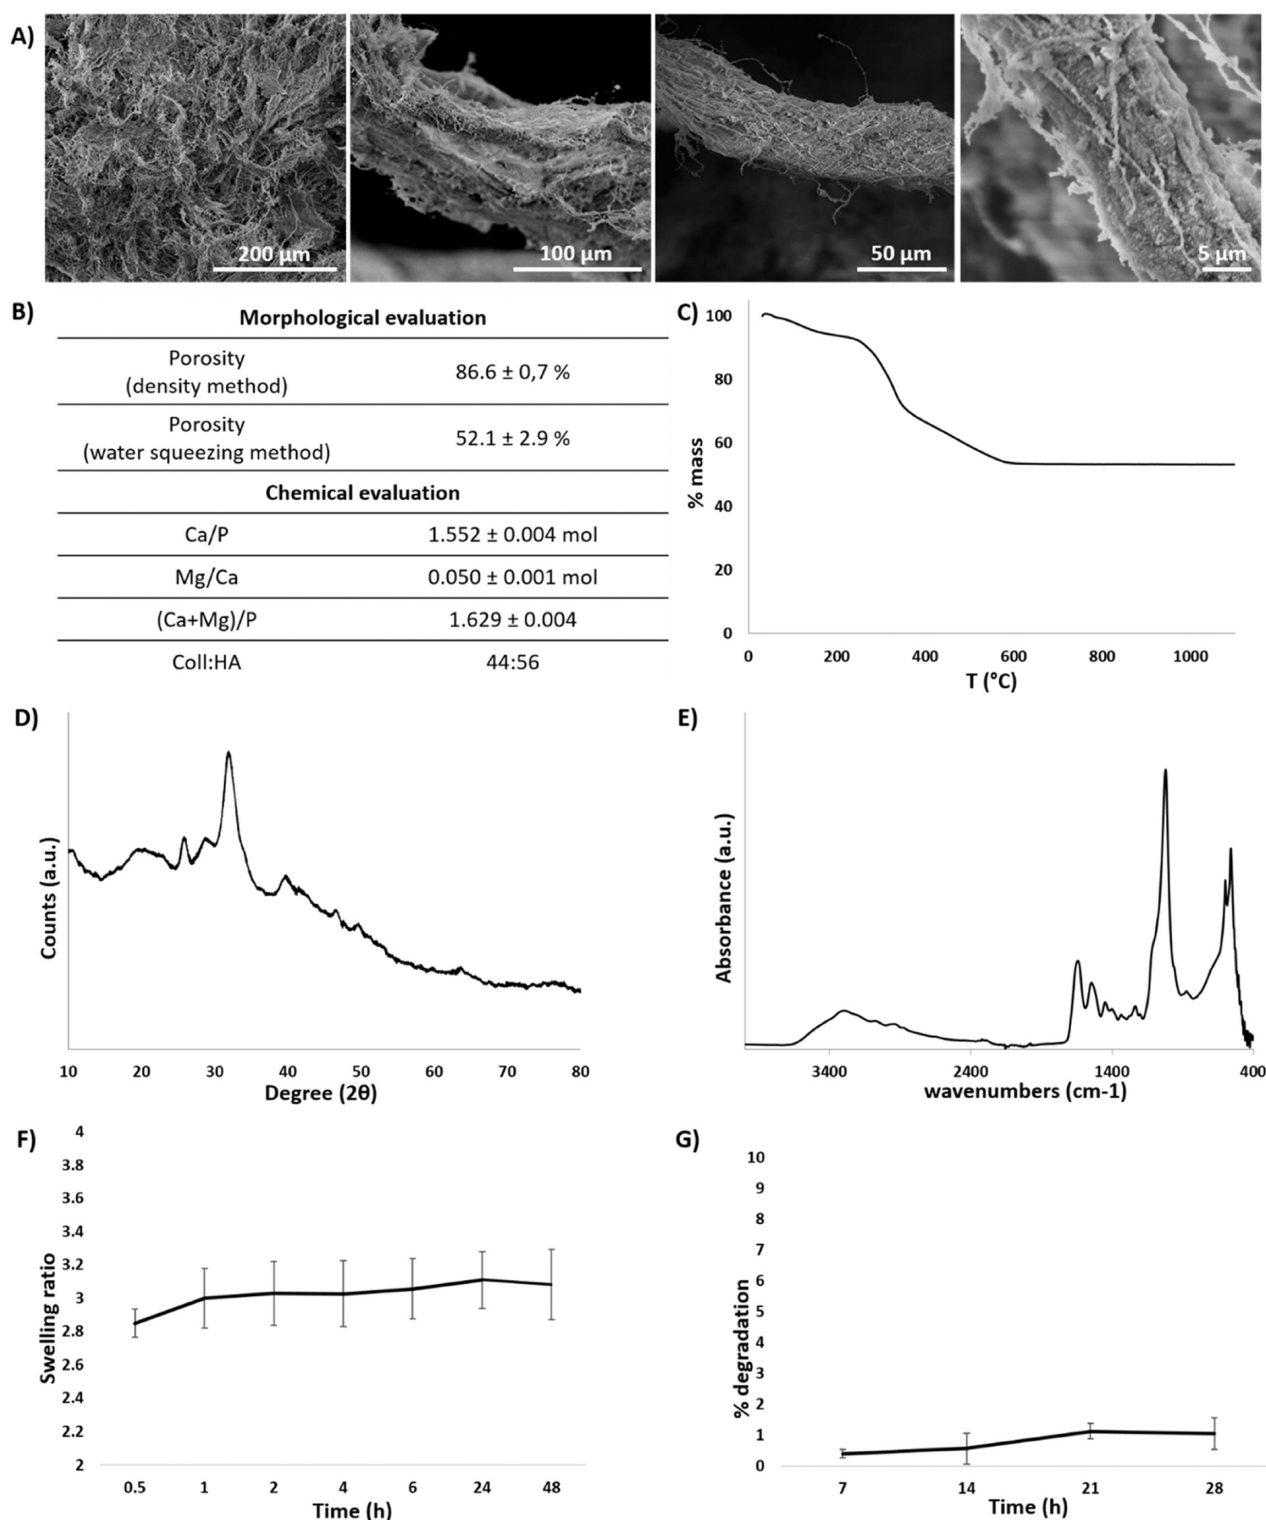 A)
200 µm
100 µm
50 µm
5 µm
B)
Morphological evaluation
Porosity
(density method)
86.6 ± 0,7 %
Porosity
(water squeezing method)
52.1 ± 2.9 %
Chemical evaluation
Ca/P
1.552 ± 0.004 mol
Mg/Ca
0.050 ± 0.001 mol
(Ca+Mg)/P
1.629 ± 0.004
Coll:HA
44:56
C)
100
80
60
40
20
0
% mass
0 200 400 600 800 1000
T (°C)
D)
Counts (a.u.)
10 20 30 40 50 60 70 80
Degree (2θ)
E)
Absorbance (a.u.)
3400 2400 1400 400
wavenumbers (cm-1)
F)
4
3.8
3.6
3.4
3.2
3
2.8
2.6
2.4
2.2
2
Swelling ratio
0.5 1 2 4 6 24 48
Time (h)
G)
10
9
8
7
6
5
4
3
2
1
0
% degradation
7 14 21 28
Time (h)